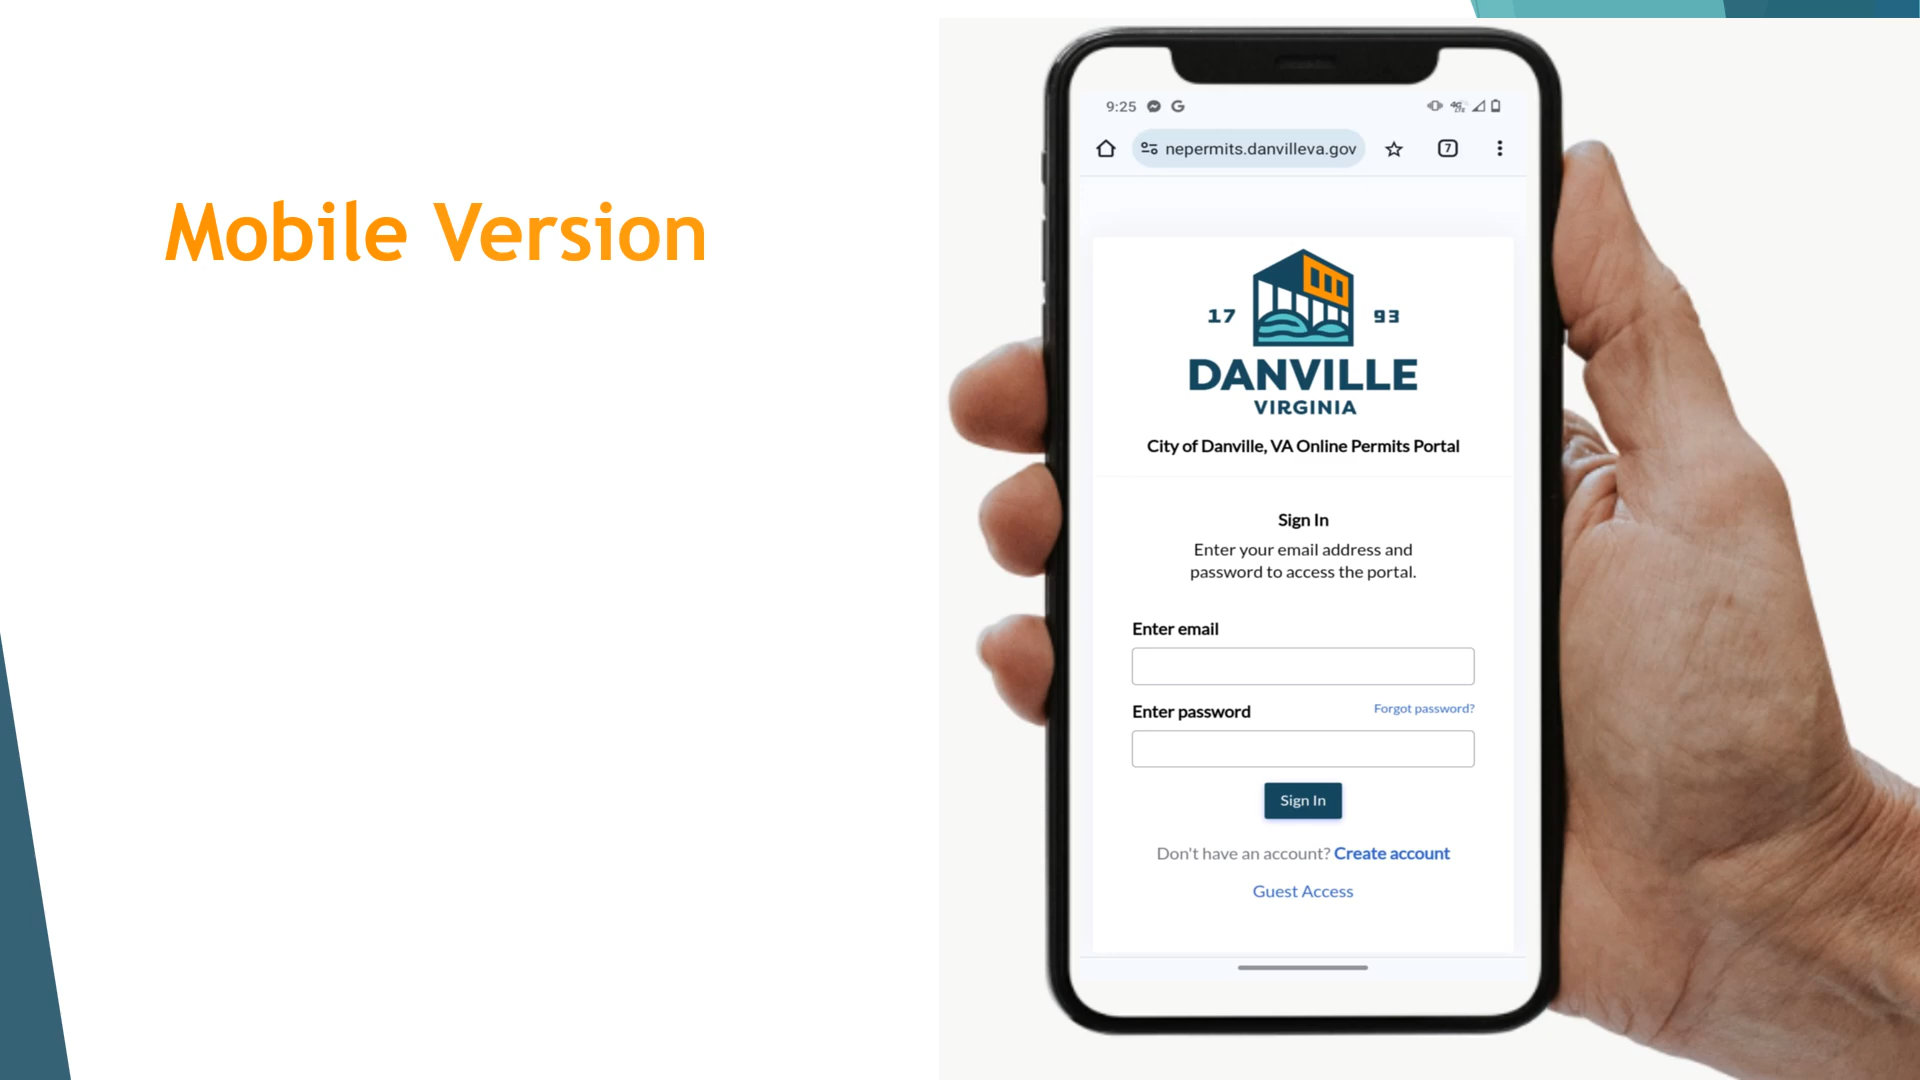 Mobile Version
9:25
nepermits.danvilleva.gov
7
17 93
DANVILLE
VIRGINIA
City of Danville, VA Online Permits Portal
Sign In
Enter your email address and
password to access the portal.
Enter email
Enter password
Forgot password?
Sign In
Don't have an account? Create account
Guest Access